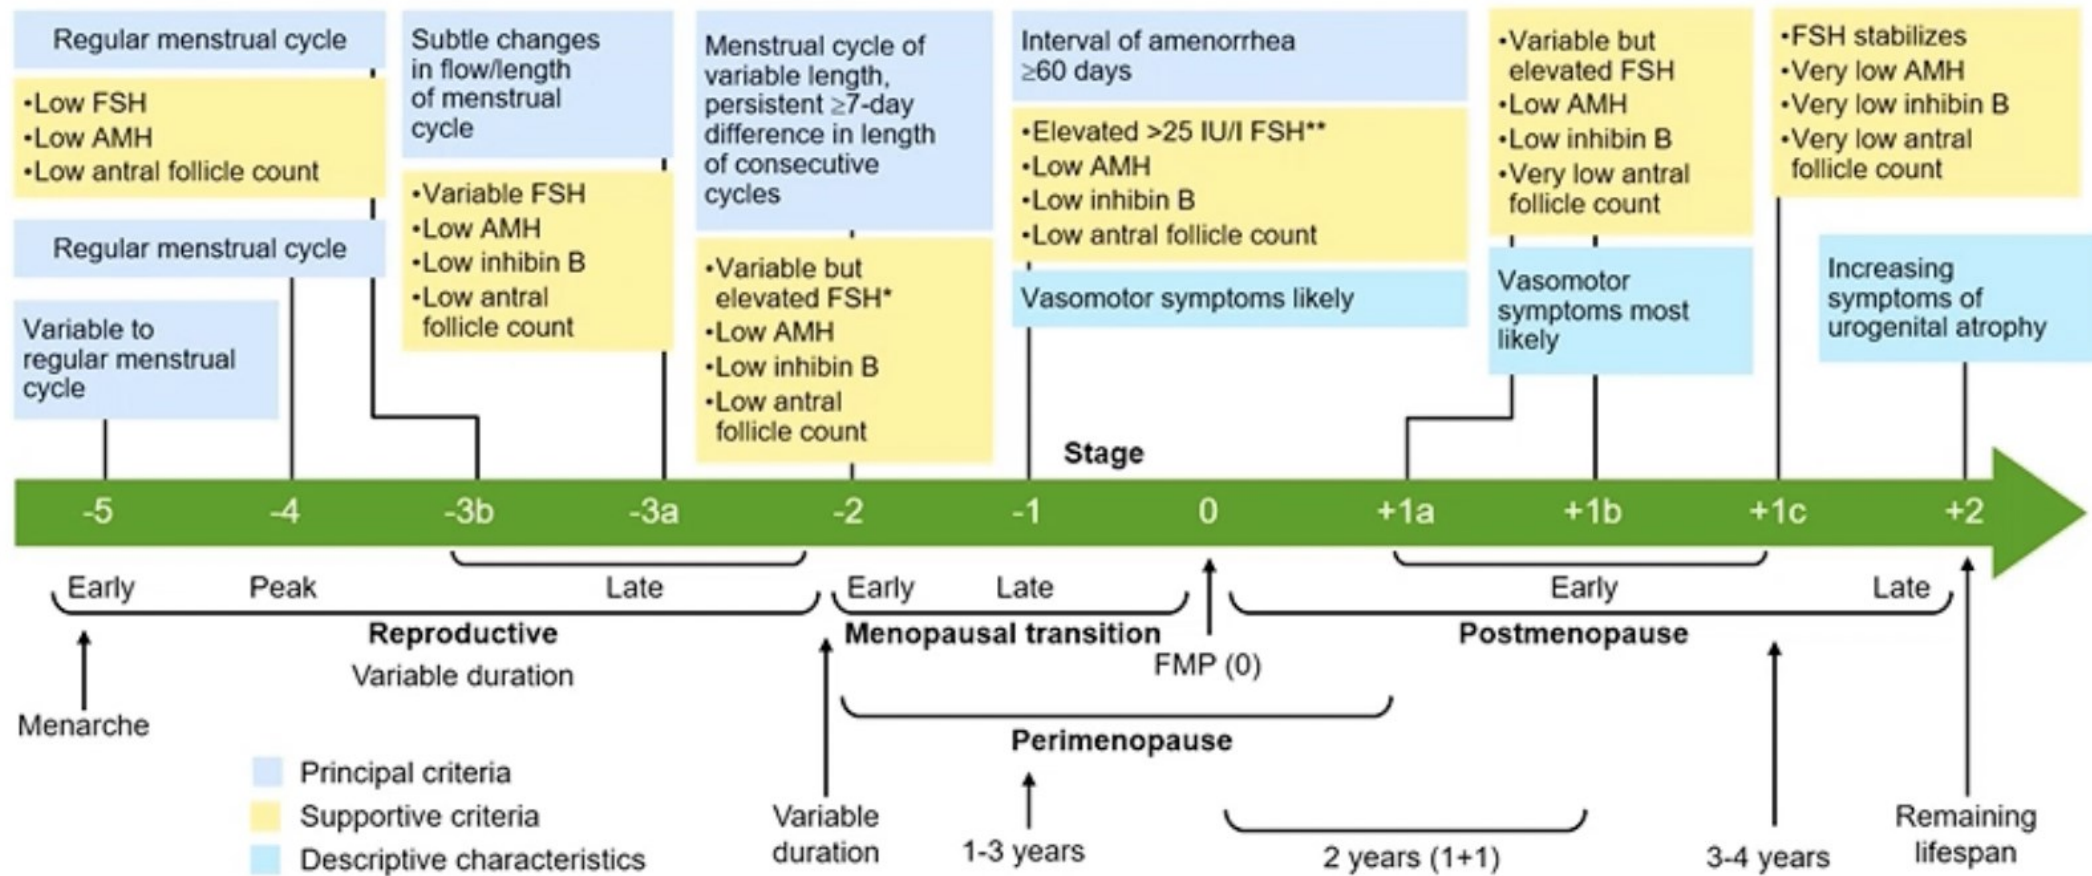 Regular menstrual cycle
•Low FSH
•Low AMH
•Low antral follicle count
Regular menstrual cycle
Variable to
regular menstrual
cycle
Subtle changes
in flow/length
of menstrual
cycle
•Variable FSH
•Low AMH
•Low inhibin B
•Low antral
follicle count
Menstrual cycle of
variable length,
persistent ≥7-day
difference in length
of consecutive
cycles
•Variable but
elevated FSH*
•Low AMH
•Low inhibin B
•Low antral
follicle count
Interval of amenorrhea
≥60 days
•Elevated >25 IU/l FSH**
•Low AMH
•Low inhibin B
•Low antral follicle count
Vasomotor symptoms likely
•Variable but
elevated FSH
•Low AMH
•Low inhibin B
•Very low antral
follicle count
Vasomotor
symptoms most
likely
•FSH stabilizes
•Very low AMH
•Very low inhibin B
•Very low antral
follicle count
Increasing
symptoms of
urogenital atrophy
Stage
-5 -4 -3b -3a -2 -1 0 +1a +1b +1c +2
Early Peak Late Early Late Early Late
Reproductive Menopausal transition Postmenopause
Variable duration
FMP (0)
Menarche
Perimenopause
Principal criteria
Supportive criteria
Descriptive characteristics
Variable
duration
1-3 years
2 years (1+1)
3-4 years
Remaining
lifespan